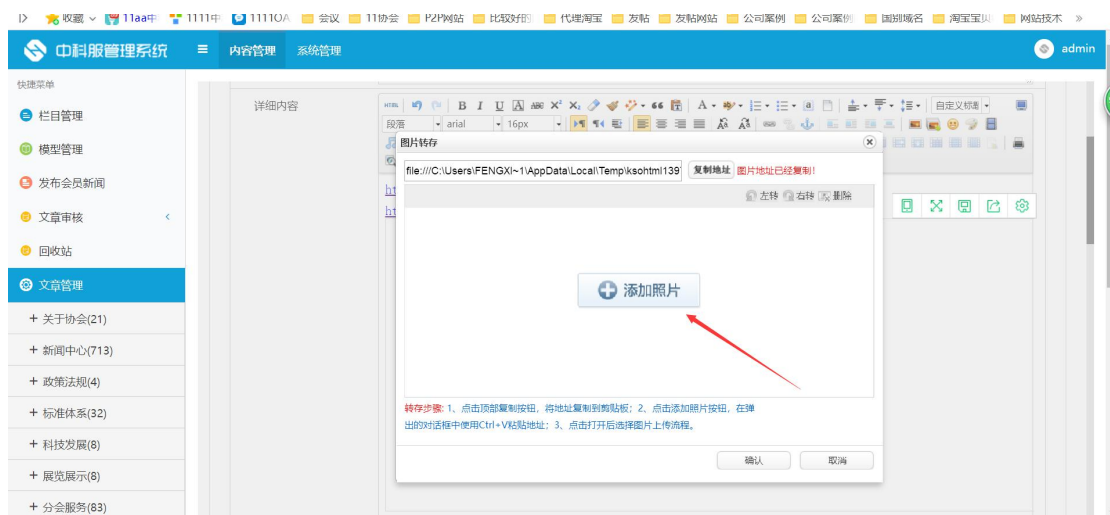 收藏 11aa中 1111中 1111OA 会议 11协会 P2P网站 比较好的 代理淘宝 发帖 发帖网站 公司案例 公司案例 国别域名 淘宝宝贝 网站技术 »
中科服管理系统 ≡ 内容管理 系统管理 admin
快捷菜单
栏目管理
模型管理
发布会员新闻
文章审核
回收站
文章管理
+ 关于协会(21)
+ 新闻中心(713)
+ 政策法规(4)
+ 标准体系(32)
+ 科技发展(8)
+ 展览展示(8)
+ 分会服务(83)
详细内容
HTML B I U A ABC X² X₂ A 自定义标题
段落 arial 16px
图片转存
file:///C:\Users\FENGXI~1\AppData\Local\Temp\ksohtml139 复制地址 图片地址已经复制!
左转 右转 删除
ht
ht
添加照片
转存步骤: 1、点击顶部复制按钮，将地址复制到剪贴板；2、点击添加照片按钮，在弹
出的对话框中使用Ctrl+V粘贴地址；3、点击打开后选择图片上传流程。
确认 取消